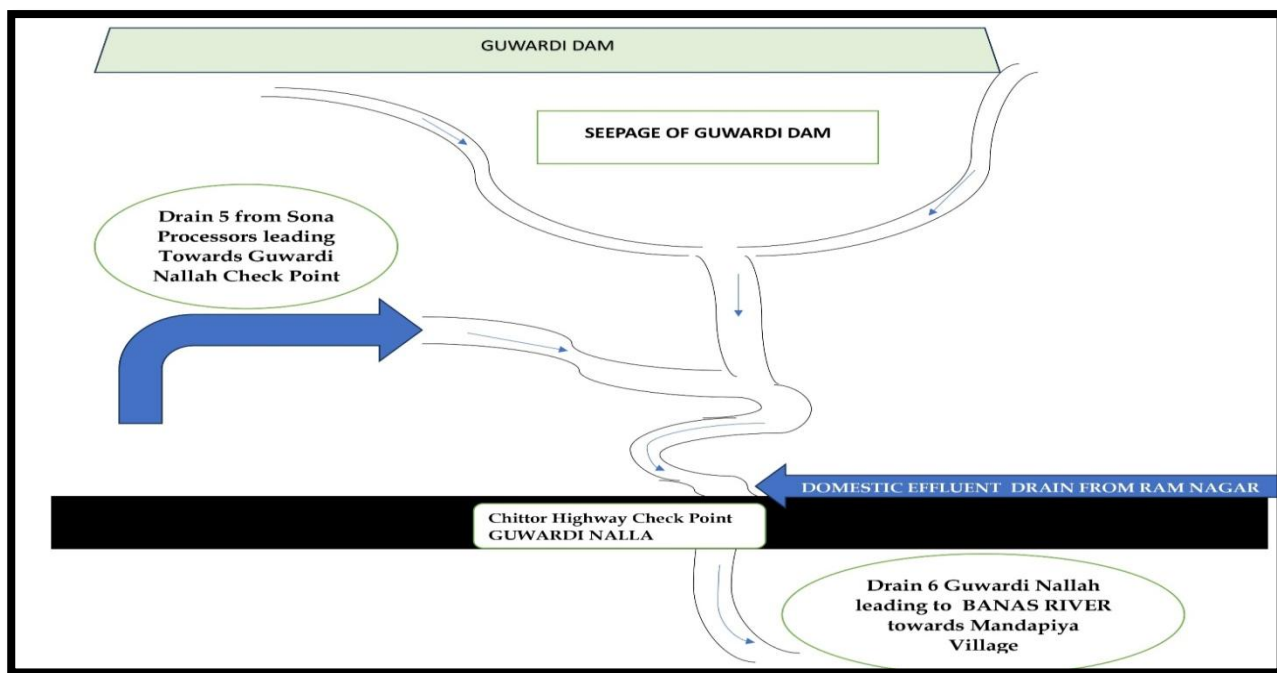 GUWARDI DAM
SEEPAGE OF GUWARDI DAM
Drain 5 from Sona
Processors leading
Towards Guwardi
Nallah Check Point
DOMESTIC EFFLUENT DRAIN FROM RAM NAGAR
Chittor Highway Check Point
GUWARDI NALLA
Drain 6 Guwardi Nallah
leading to BANAS RIVER
towards Mandapiya
Village